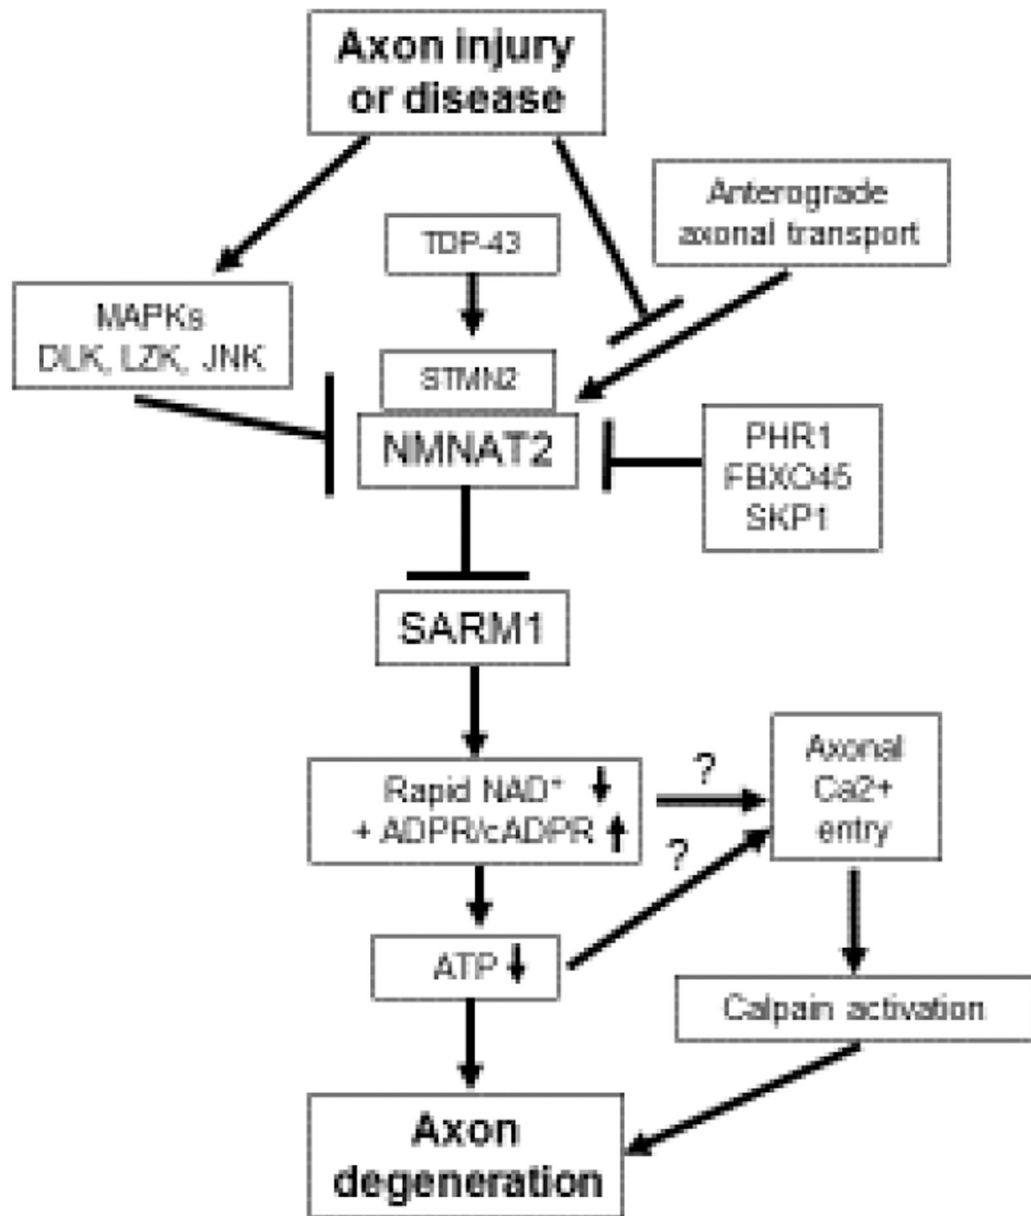 Axon injury
or disease
Anterograde
axonal transport
TDP-43
MAPKs
DLK, LZK, JNK
STMN2
NMNAT2
PHR1
FBXO45
SKP1
SARM1
Rapid NAD⁺ ↓
+ ADPR/cADPR ↑
?
?
Axonal
Ca2+
entry
ATP ↓
Calpain activation
Axon
degeneration